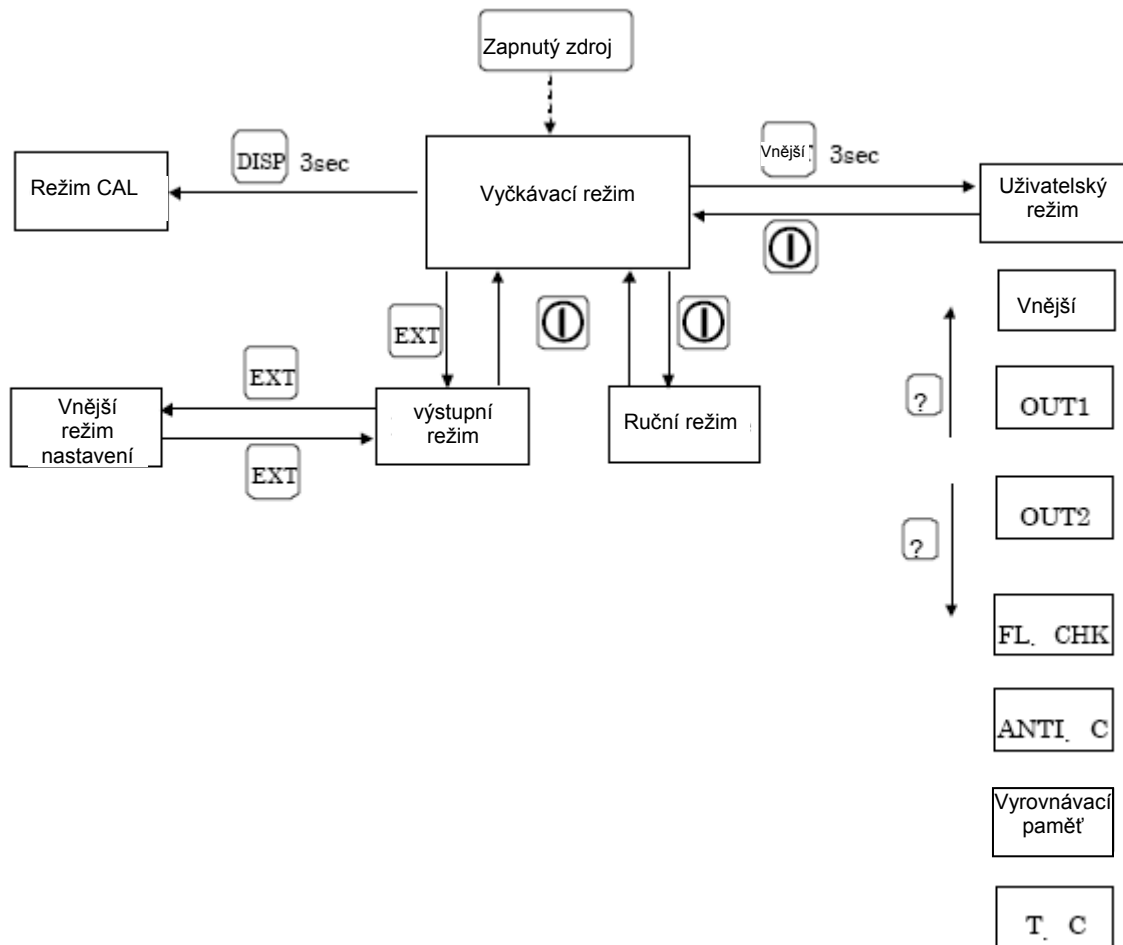 Zapnutý zdroj
DISP 3sec
Vnější 3sec
Režim CAL
Vyčkávací režim
Uživatelský
režim
EXT
EXT
Vnější
režim
nastavení
výstupní
režim
Ruční režim
EXT
Vnější
?
OUT1
OUT2
?
FL. CHK
ANTI. C
Vyrovnávací
paměť
T. C